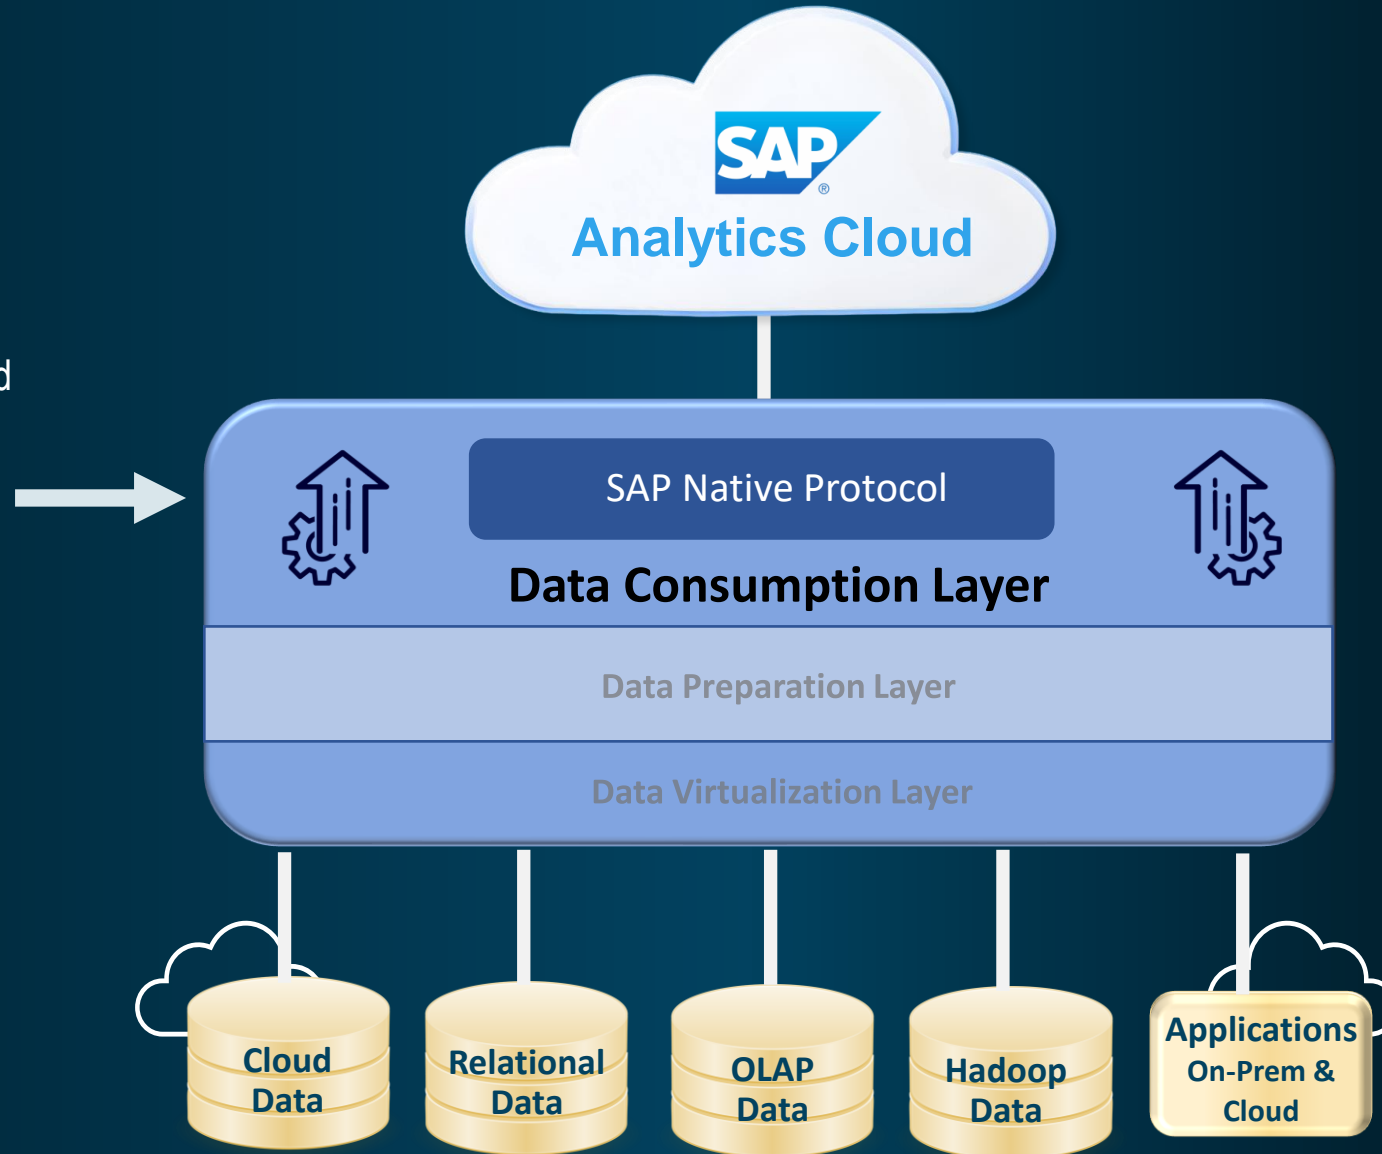 SAP
®
Analytics Cloud
d
SAP Native Protocol
Data Consumption Layer
Data Preparation Layer
Data Virtualization Layer
Cloud
Data
Relational
Data
OLAP
Data
Hadoop
Data
Applications
On-Prem &
Cloud